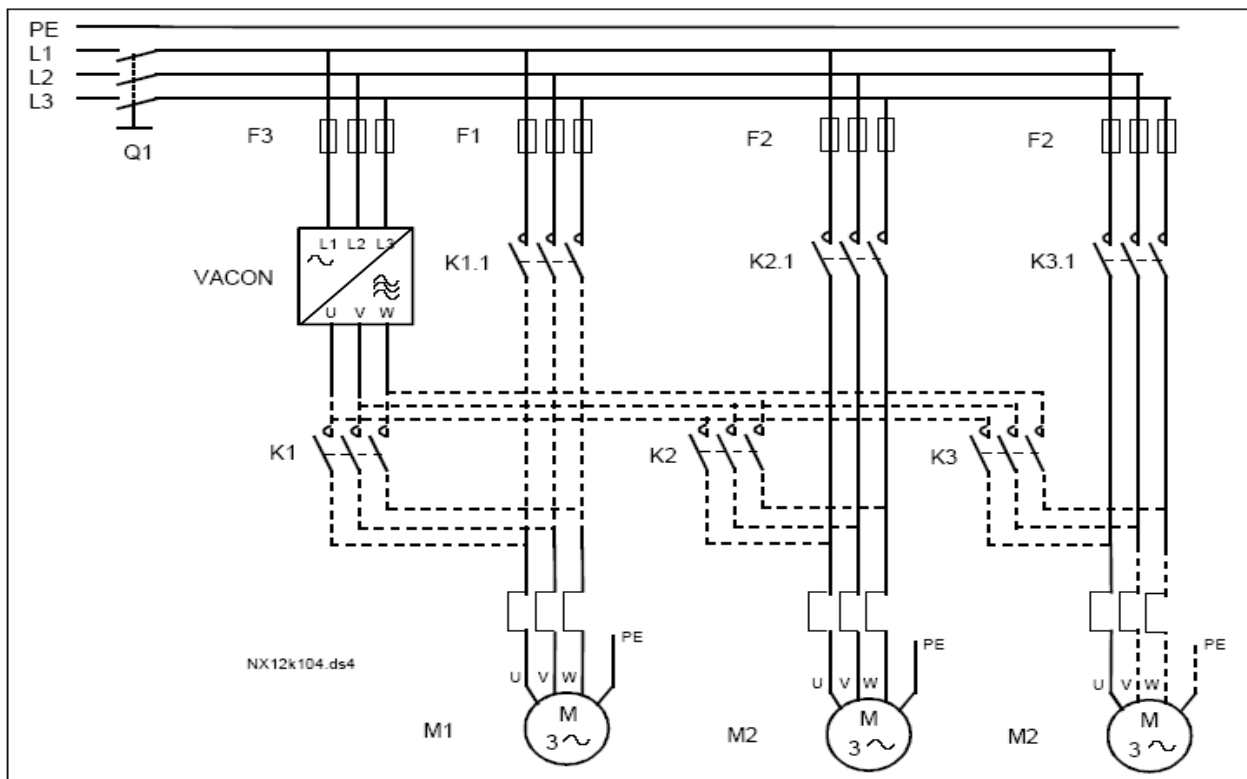 PE
L1
L2
L3
Q1
F3
F1
F2
F2
L1 L2 L3
VACON
U V W
K1.1
K2.1
K3.1
K1
K2
K3
NX12k104.ds4
PE
PE
PE
U V W
U V W
U V W
M1
M
3
M2
M
3
M2
M
3